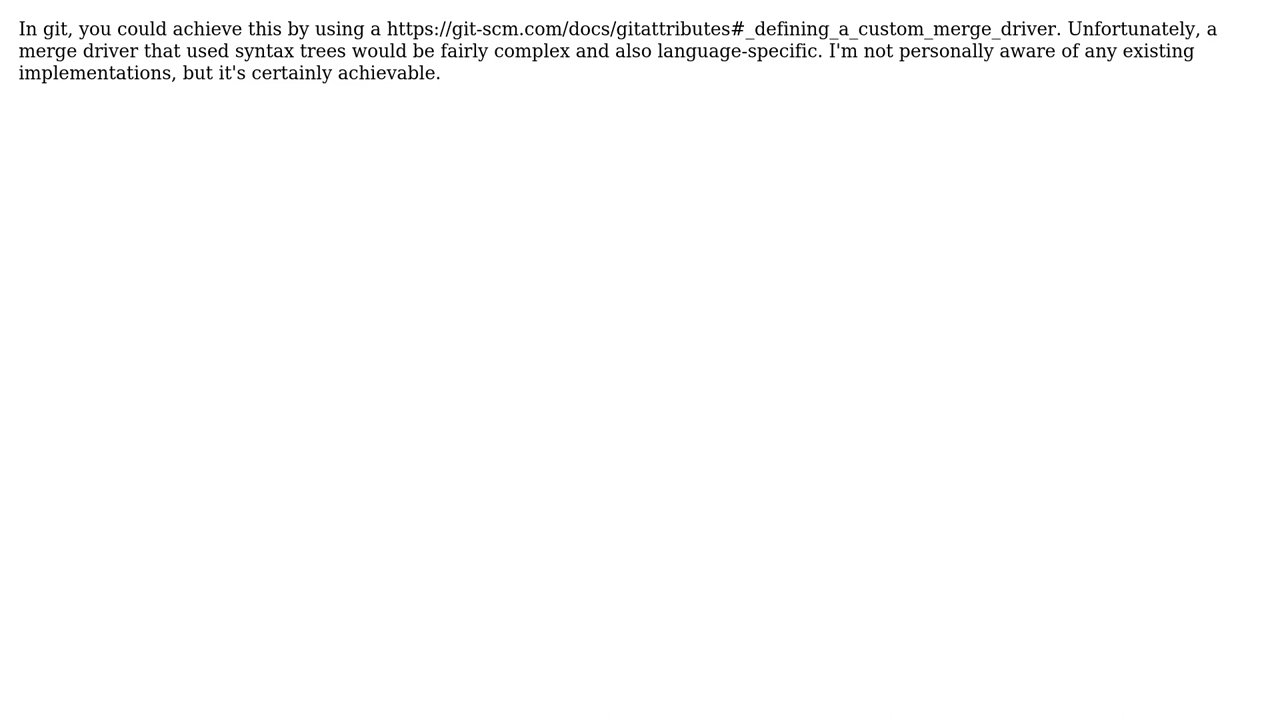 In git, you could achieve this by using a https://git-scm.com/docs/gitattributes#_defining_a_custom_merge_driver. Unfortunately, a
merge driver that used syntax trees would be fairly complex and also language-specific. I'm not personally aware of any existing
implementations, but it's certainly achievable.